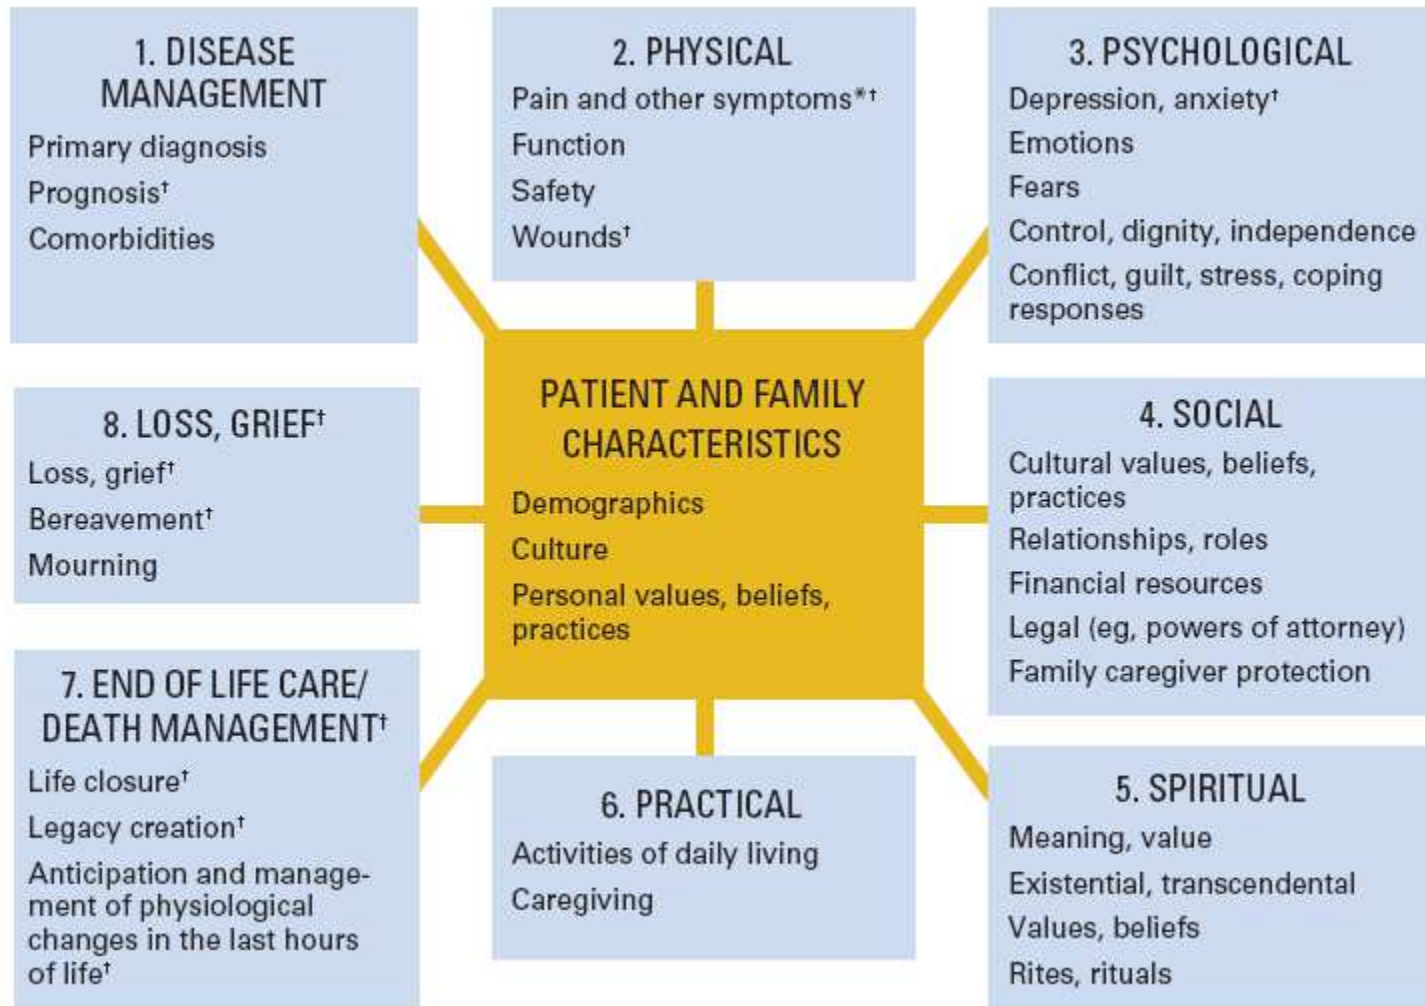 1. DISEASE
MANAGEMENT
Primary diagnosis
Prognosis†
Comorbidities
2. PHYSICAL
Pain and other symptoms*†
Function
Safety
Wounds†
3. PSYCHOLOGICAL
Depression, anxiety†
Emotions
Fears
Control, dignity, independence
Conflict, guilt, stress, coping
responses
8. LOSS, GRIEF†
Loss, grief†
Bereavement†
Mourning
PATIENT AND FAMILY
CHARACTERISTICS
Demographics
Culture
Personal values, beliefs,
practices
4. SOCIAL
Cultural values, beliefs,
practices
Relationships, roles
Financial resources
Legal (eg, powers of attorney)
Family caregiver protection
7. END OF LIFE CARE/
DEATH MANAGEMENT†
Life closure†
Legacy creation†
Anticipation and manage-
ment of physiological
changes in the last hours
of life†
6. PRACTICAL
Activities of daily living
Caregiving
5. SPIRITUAL
Meaning, value
Existential, transcendental
Values, beliefs
Rites, rituals